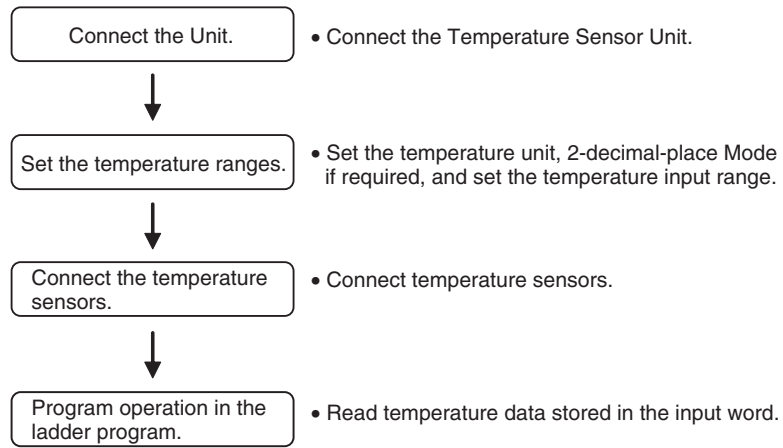 Connect the Unit.
• Connect the Temperature Sensor Unit.
Set the temperature ranges.
• Set the temperature unit, 2-decimal-place Mode
if required, and set the temperature input range.
Connect the temperature
sensors.
• Connect temperature sensors.
Program operation in the
ladder program.
• Read temperature data stored in the input word.